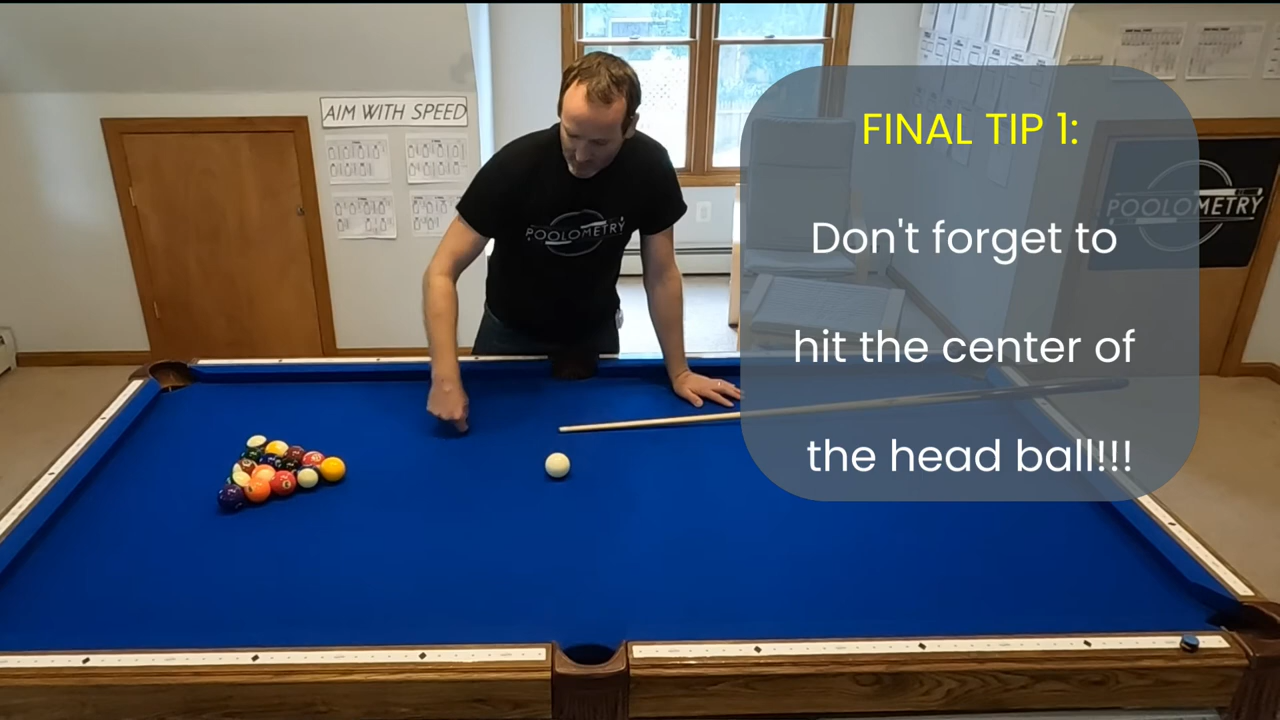 AIM WITH SPEED
POOLOMETRY
FINAL TIP 1:
Don't forget to
hit the center of
the head ball!!!
POOLOMETRY